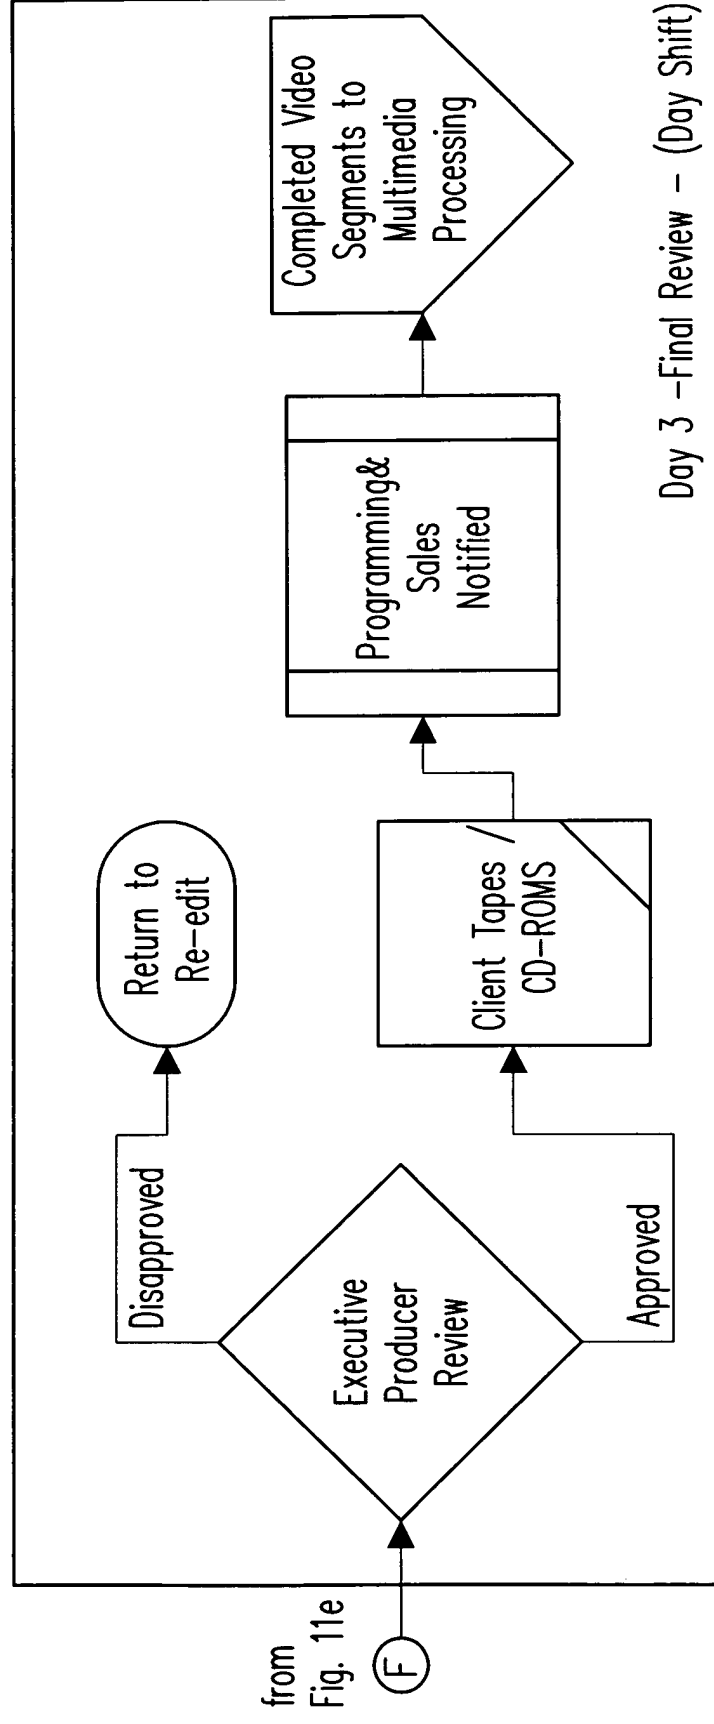 from
Fig. 11e
F
Executive
Producer
Review
Disapproved
Return to
Re-edit
Approved
Client Tapes /
CD-ROMS
Programming&
Sales
Notified
Completed Video
Segments to
Multimedia
Processing
Day 3 -Final Review - (Day Shift)